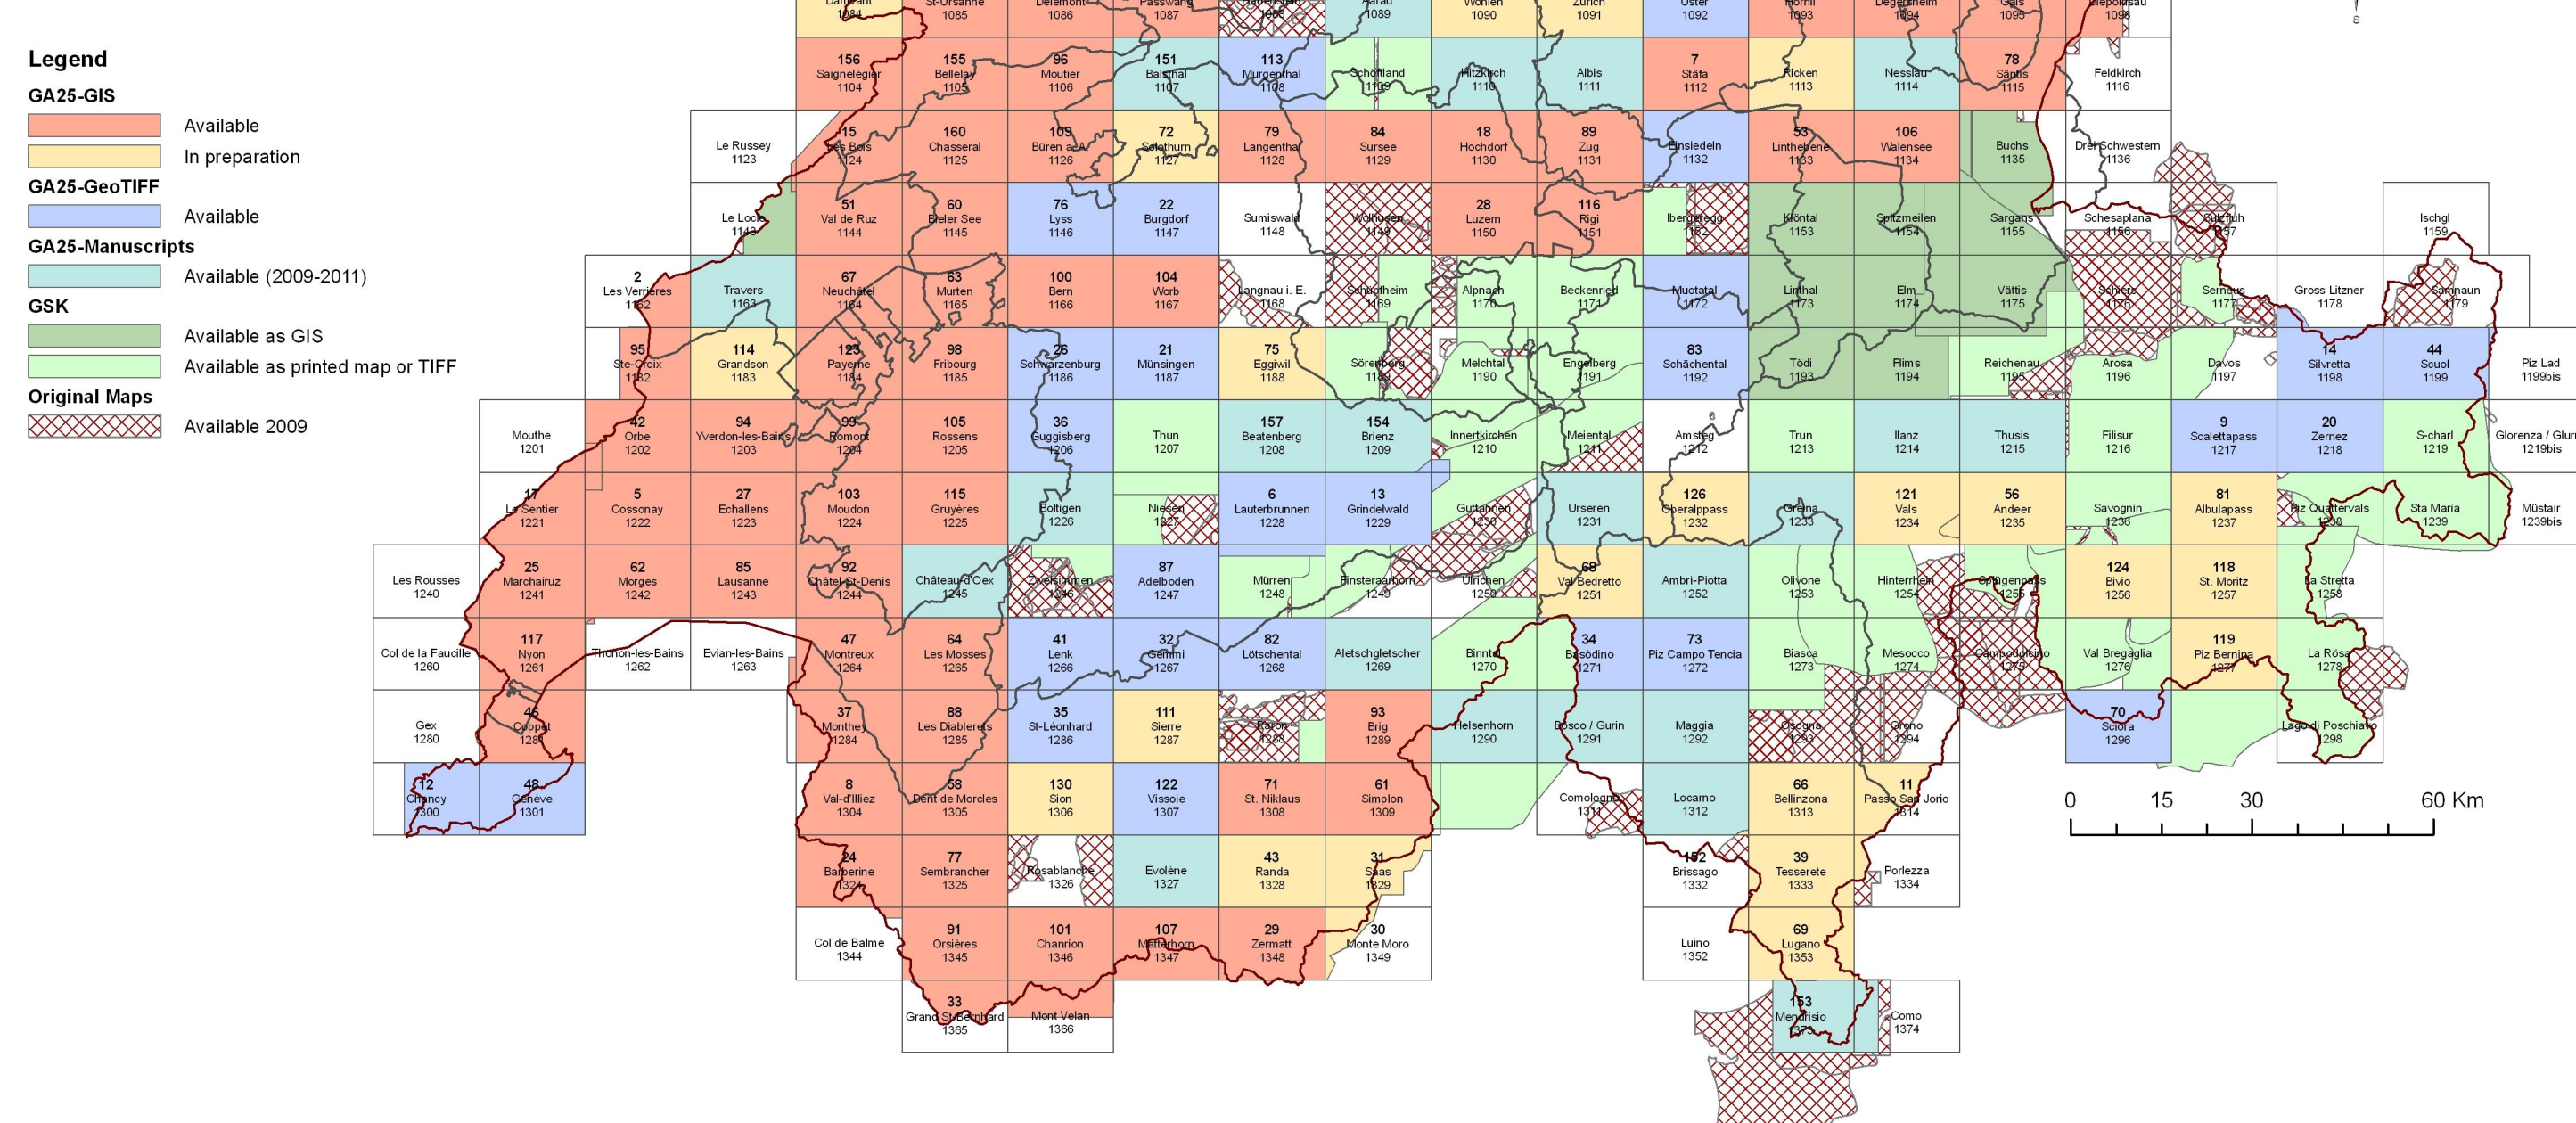 Damvant
1084
St-Ursanne
1085
Delémont
1086
Passwang
1087
Hauenstein
1088
Aarau
1089
Wohlen
1090
Zürich
1091
Uster
1092
Hörnli
1093
Degersheim
1094
Gais
1095
Diepoldsau
1096
S
Legend
GA25-GIS
Available
In preparation
GA25-GeoTIFF
Available
GA25-Manuscripts
Available (2009-2011)
GSK
Available as GIS
Available as printed map or TIFF
Original Maps
Available 2009
156
Saignelégier
1104
155
Bellelay
1105
96
Moutier
1106
151
Balsthal
1107
113
Murgenthal
1108
Schöftland
1109
Hitzkirch
1110
Albis
1111
7
Stäfa
1112
Ricken
1113
Nesslau
1114
78
Säntis
1115
Feldkirch
1116
Le Russey
1123
15
Les Bois
1124
160
Chasseral
1125
109
Büren a. A.
1126
72
Solothurn
1127
79
Langenthal
1128
84
Sursee
1129
18
Hochdorf
1130
89
Zug
1131
Einsiedeln
1132
53
Linthebene
1133
106
Walensee
1134
Buchs
1135
Drei Schwestern
1136
Le Locle
1143
51
Val de Ruz
1144
60
Bieler See
1145
76
Lyss
1146
22
Burgdorf
1147
Sumiswald
1148
Wolhusen
1149
28
Luzern
1150
116
Rigi
1151
Ibergeregg
1152
Klöntal
1153
Spitzmeilen
1154
Sargans
1155
Schesaplana
1156
Sulzfluh
1157
Ischgl
1159
2
Les Verrières
1162
Travers
1163
67
Neuchâtel
1164
63
Murten
1165
100
Bern
1166
104
Worb
1167
Langnau i. E.
1168
Schüpfheim
1169
Alpnach
1170
Beckenried
1171
Muotatal
1172
Linthal
1173
Elm
1174
Vättis
1175
Schiers
1176
Serneus
1177
Gross Litzner
1178
Samnaun
1179
95
Ste-Croix
1182
114
Grandson
1183
123
Payerne
1184
98
Fribourg
1185
26
Schwarzenburg
1186
21
Münsingen
1187
75
Eggiwil
1188
Sörenberg
1189
Melchtal
1190
Engelberg
1191
83
Schächental
1192
Tödi
1193
Flims
1194
Reichenau
1195
Arosa
1196
Davos
1197
14
Silvretta
1198
44
Scuol
1199
Piz Lad
1199bis
Mouthe
1201
42
Orbe
1202
94
Yverdon-les-Bains
1203
99
Romont
1204
105
Rossens
1205
36
Guggisberg
1206
Thun
1207
157
Beatenberg
1208
154
Brienz
1209
Innertkirchen
1210
Meiental
1211
Amsteg
1212
Trun
1213
Ilanz
1214
Thusis
1215
Filisur
1216
9
Scalettapass
1217
20
Zernez
1218
S-charl
1219
Glorenza / Glur
1219bis
17
Le Sentier
1221
5
Cossonay
1222
27
Echallens
1223
103
Moudon
1224
115
Gruyères
1225
Boltigen
1226
Niesen
1227
6
Lauterbrunnen
1228
13
Grindelwald
1229
Guttannen
1230
Urseren
1231
126
Oberalppass
1232
Greina
1233
121
Vals
1234
56
Andeer
1235
Savognin
1236
81
Albulapass
1237
Piz Quattervals
1238
Sta Maria
1239
Müstair
1239bis
Les Rousses
1240
25
Marchairuz
1241
62
Morges
1242
85
Lausanne
1243
92
Châtel-St-Denis
1244
Château-d'Oex
1245
Zweisimmen
1246
87
Adelboden
1247
Mürren
1248
Finsteraarhorn
1249
Ulrichen
1250
68
Val Bedretto
1251
Ambri-Piotta
1252
Olivone
1253
Hinterrhein
1254
Splügenpass
1255
124
Bivio
1256
118
St. Moritz
1257
La Stretta
1258
Col de la Faucille
1260
117
Nyon
1261
Thonon-les-Bains
1262
Evian-les-Bains
1263
47
Montreux
1264
64
Les Mosses
1265
41
Lenk
1266
32
Gemmi
1267
82
Lötschental
1268
Aletschgletscher
1269
Binntal
1270
34
Basòdino
1271
73
Piz Campo Tencia
1272
Biasca
1273
Mesocco
1274
Campodolcino
1275
Val Bregaglia
1276
119
Piz Bernina
1277
La Rösa
1278
Gex
1280
46
Coppet
1281
37
Monthey
1284
88
Les Diablerets
1285
35
St-Léonhard
1286
111
Sierre
1287
Raron
1288
93
Brig
1289
Helsenhorn
1290
Bosco / Gurin
1291
Maggia
1292
Osogna
1293
Grono
1294
70
Sciora
1296
Lago di Poschiavo
1298
12
Chancy
1300
48
Genève
1301
8
Val-d'Illiez
1304
58
Dent de Morcles
1305
130
Sion
1306
122
Vissoie
1307
71
St. Niklaus
1308
61
Simplon
1309
Comologno
1311
Locarno
1312
66
Bellinzona
1313
11
Passo San Jorio
1314
0 15 30 60 Km
24
Barberine
1324
77
Sembrancher
1325
Rosablanche
1326
Evolène
1327
43
Randa
1328
31
Saas
1329
152
Brissago
1332
39
Tesserete
1333
Porlezza
1334
Col de Balme
1344
91
Orsières
1345
101
Chanrion
1346
107
Matterhorn
1347
29
Zermatt
1348
30
Monte Moro
1349
Luino
1352
69
Lugano
1353
33
Grand St-Bernhard
1365
Mont Velan
1366
153
Mendrisio
1373
Como
1374